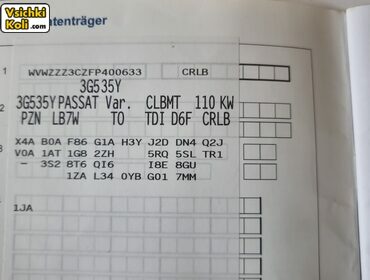 Vsichki
Koli.com
ntenträger
1 WVWZZZ3CZFP400633 CRLB
3G535Y
3G535Y PASSAT Var. CLBMT 110 KW
PZN LB7W TO TDI D6F CRLB
X4A B0A F86 G1A H3Y J2D DN4 Q2J
V0A 1AT 1G8 2ZH 5RQ 5SL TR1
- 3S2 8T6 QI6 I8E 8GU
1ZA L34 0YB G01 7MM
1JA